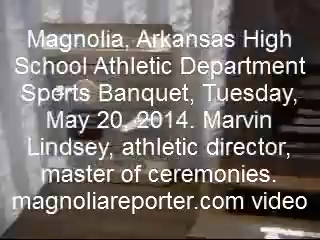 Magnolia, Arkansas High
School Athletic Department
Sports Banquet, Tuesday,
May 20, 2014. Marvin
Lindsey, athletic director,
master of ceremonies.
magnoliareporter.com video